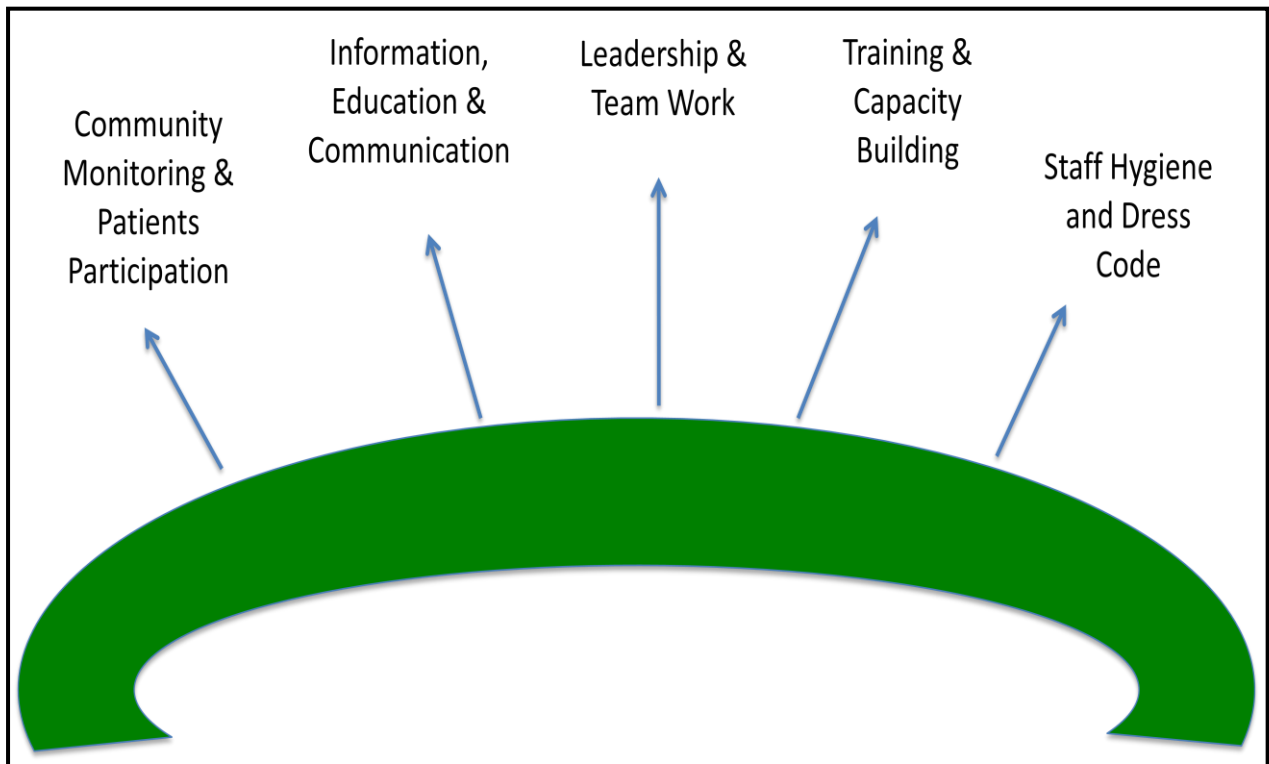 Community
Monitoring &
Patients
Participation
Information,
Education &
Communication
Leadership &
Team Work
Training &
Capacity
Building
Staff Hygiene
and Dress
Code